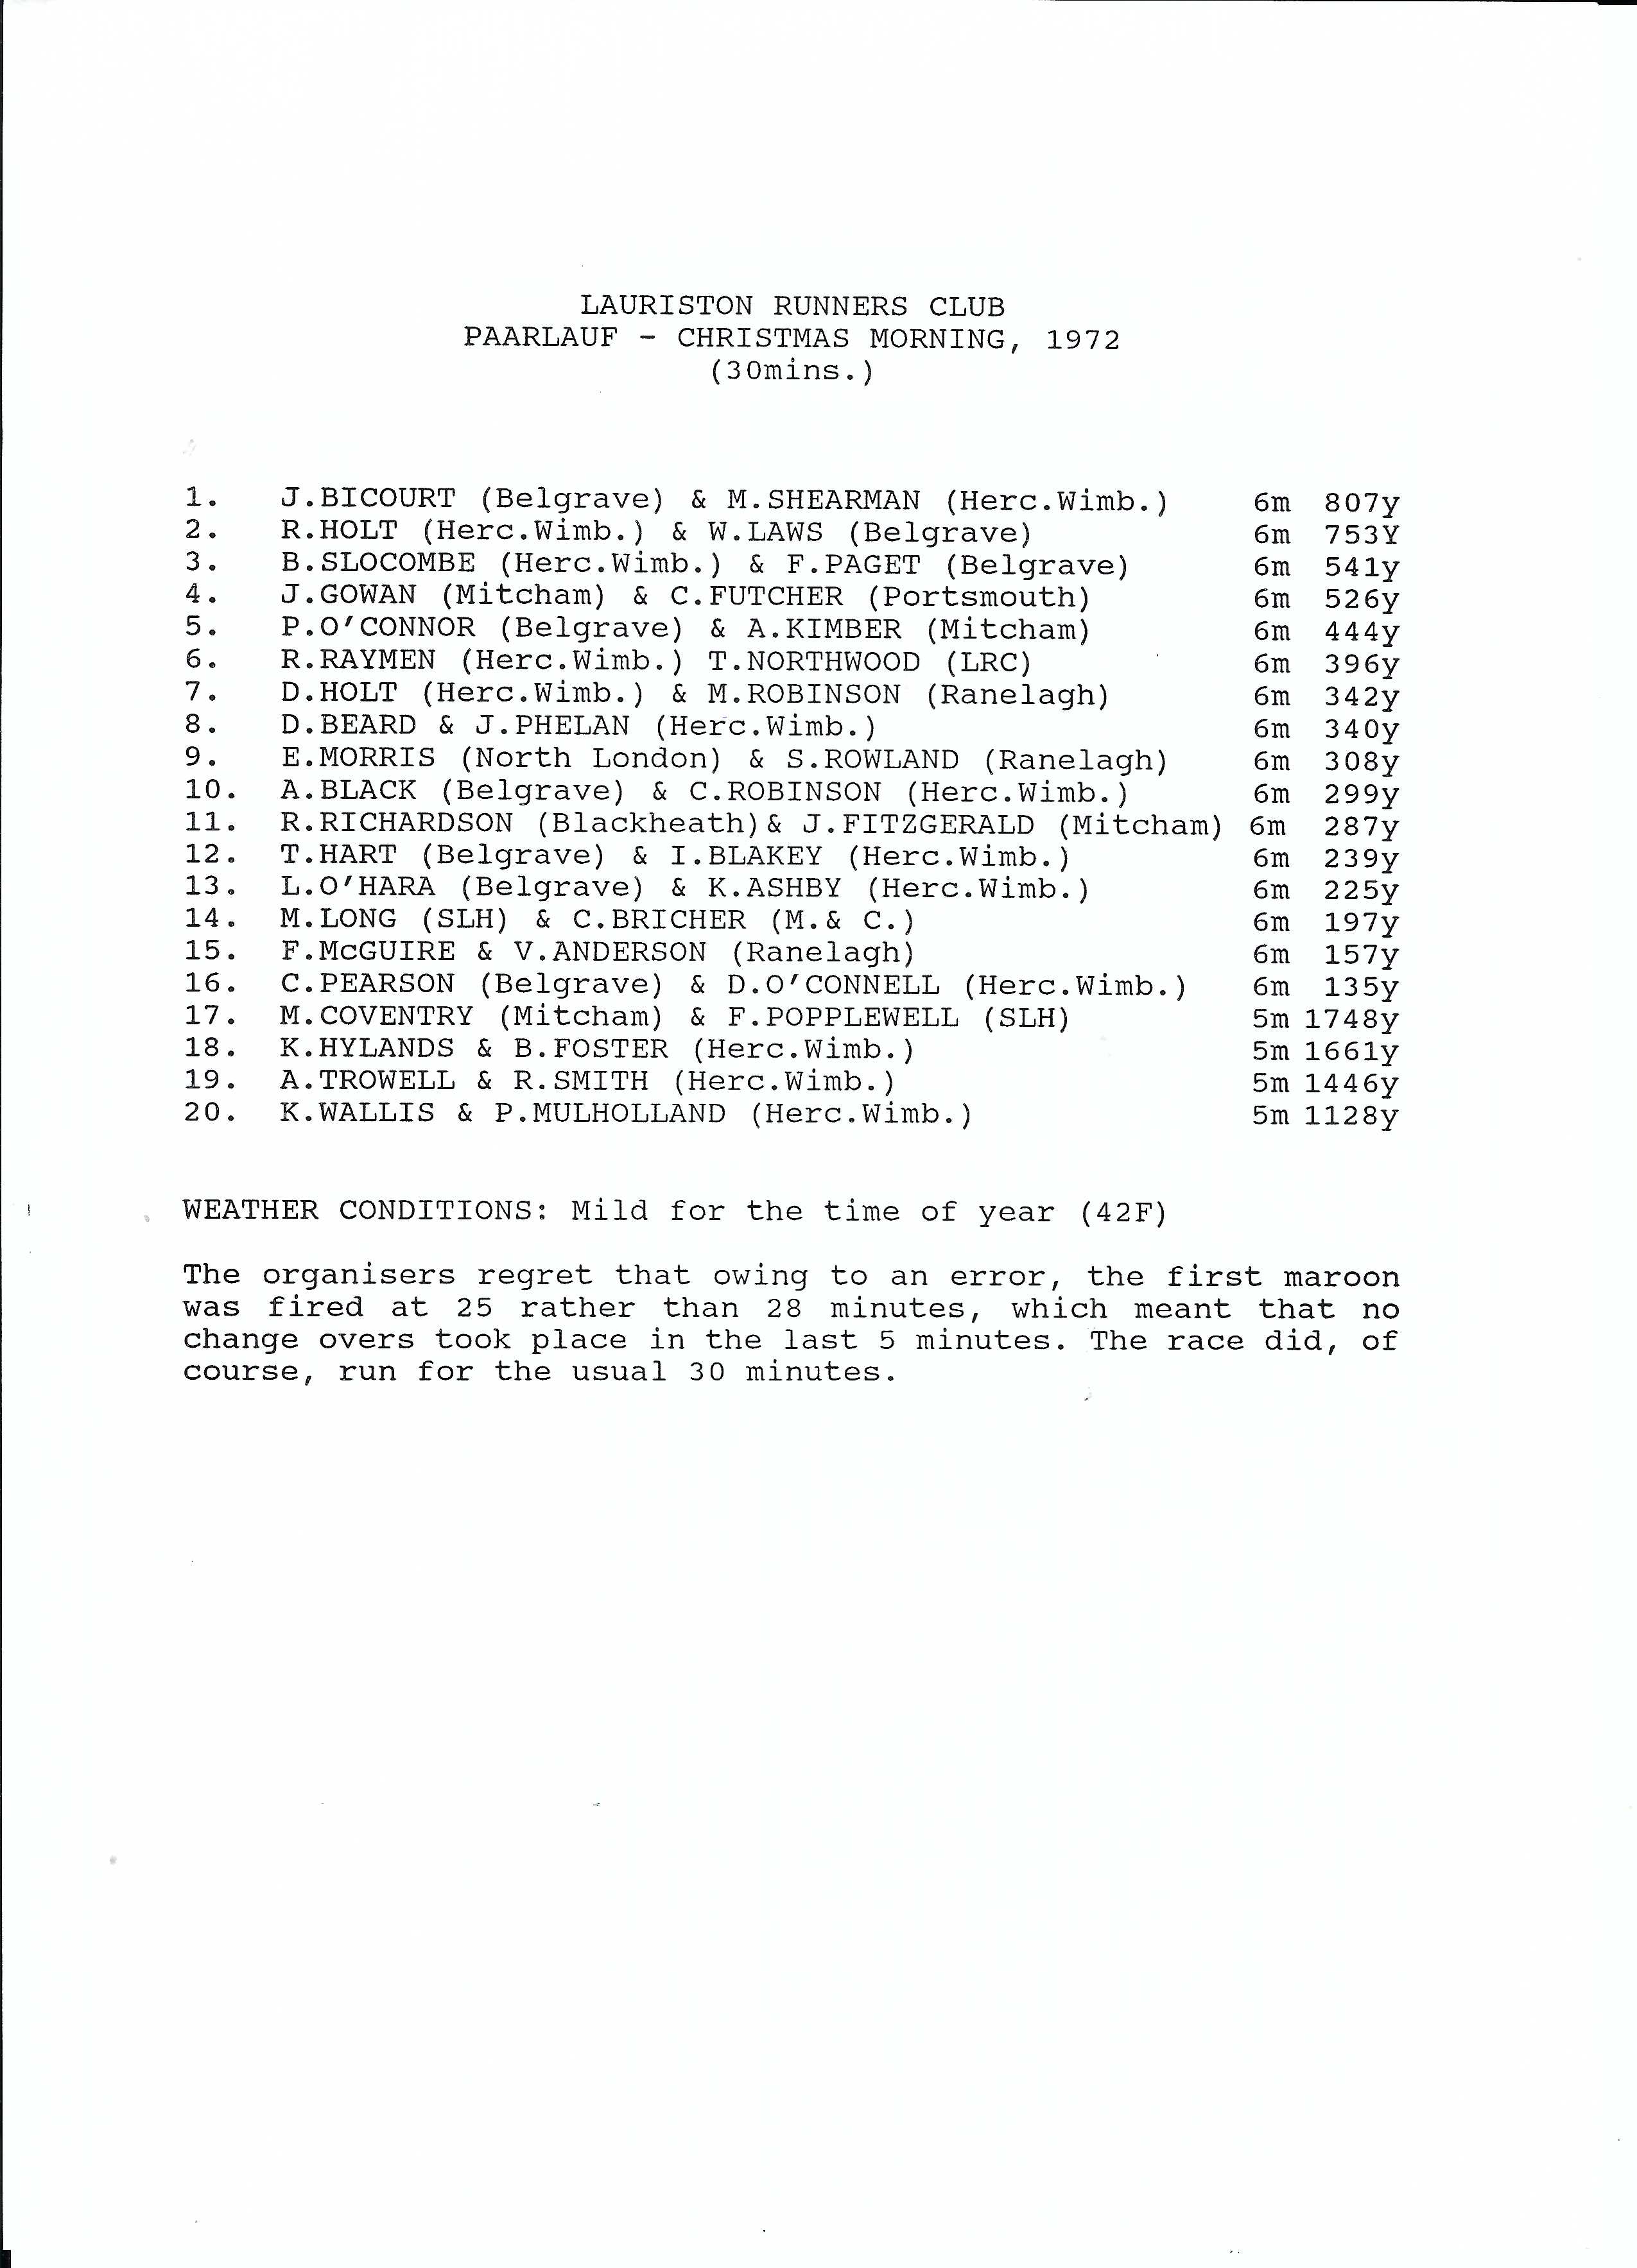 LAURISTON RUNNERS CLUB
PAARLAUF - CHRISTMAS MORNING, 1972
(30mins.)
1. J.BICOURT (Belgrave) & M.SHEARMAN (Herc.Wimb.) 6m 807y
2. R.HOLT (Herc.Wimb.) & W.LAWS (Belgrave) 6m 753Y
3. B.SLOCOMBE (Herc.Wimb.) & F.PAGET (Belgrave) 6m 541y
4. J.GOWAN (Mitcham) & C.FUTCHER (Portsmouth) 6m 526y
5. P.O'CONNOR (Belgrave) & A.KIMBER (Mitcham) 6m 444y
6. R.RAYMEN (Herc.Wimb.) T.NORTHWOOD (LRC) 6m 396y
7. D.HOLT (Herc.Wimb.) & M.ROBINSON (Ranelagh) 6m 342y
8. D.BEARD & J.PHELAN (Herc.Wimb.) 6m 340y
9. E.MORRIS (North London) & S.ROWLAND (Ranelagh) 6m 308y
10. A.BLACK (Belgrave) & C.ROBINSON (Herc.Wimb.) 6m 299y
11. R.RICHARDSON (Blackheath)& J.FITZGERALD (Mitcham) 6m 287y
12. T.HART (Belgrave) & I.BLAKEY (Herc.Wimb.) 6m 239y
13. L.O'HARA (Belgrave) & K.ASHBY (Herc.Wimb.) 6m 225y
14. M.LONG (SLH) & C.BRICHER (M.& C.) 6m 197y
15. F.McGUIRE & V.ANDERSON (Ranelagh) 6m 157y
16. C.PEARSON (Belgrave) & D.O'CONNELL (Herc.Wimb.) 6m 135y
17. M.COVENTRY (Mitcham) & F.POPPLEWELL (SLH) 5m 1748y
18. K.HYLANDS & B.FOSTER (Herc.Wimb.) 5m 1661y
19. A.TROWELL & R.SMITH (Herc.Wimb.) 5m 1446y
20. K.WALLIS & P.MULHOLLAND (Herc.Wimb.) 5m 1128y
WEATHER CONDITIONS: Mild for the time of year (42F)
The organisers regret that owing to an error, the first maroon
was fired at 25 rather than 28 minutes, which meant that no
change overs took place in the last 5 minutes. The race did, of
course, run for the usual 30 minutes.